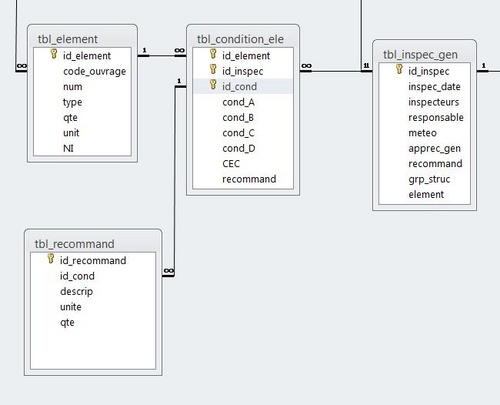 tbl_element
id_element
code_ouvrage
num
type
qte
unit
NI
1
∞
∞
tbl_condition_ele
id_element
id_inspec
id_cond
cond_A
cond_B
cond_C
cond_D
CEC
recommand
1
∞
tbl_inspec_gen
id_inspec
inspec_date
inspecteurs
responsable
meteo
apprec_gen
recommand
grp_struc
element
1
tbl_recommand
id_recommand
id_cond
descrip
unite
qte
∞